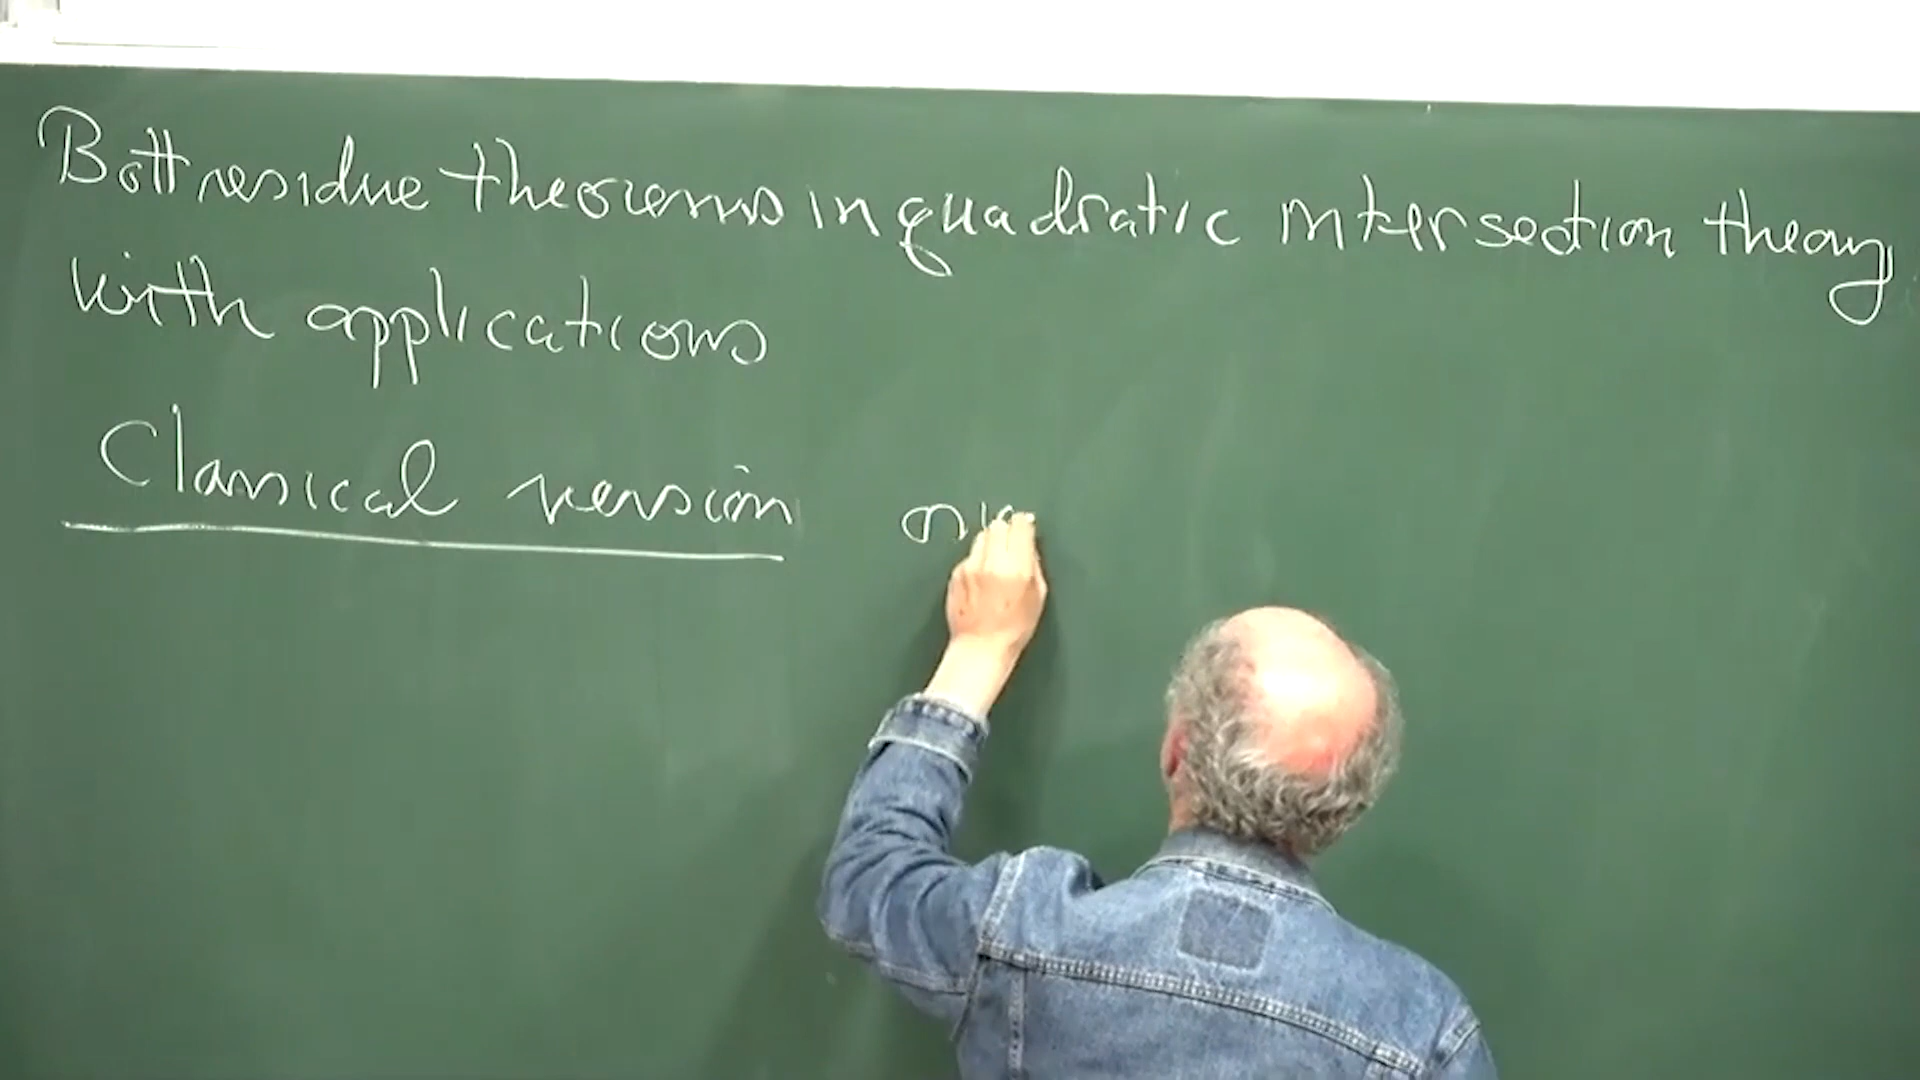 Bott residue theorems in quadratic intersection theory
with applications
Classical version